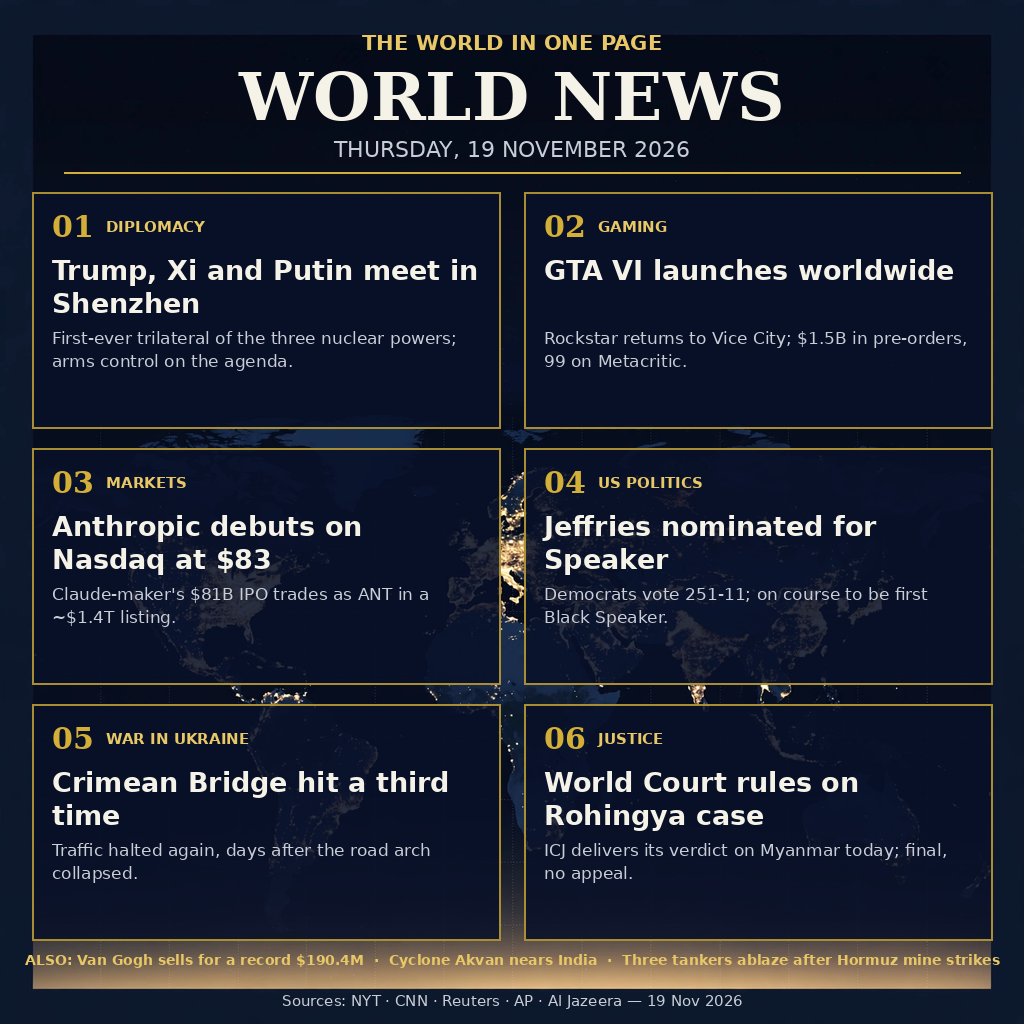 THE WORLD IN ONE PAGE
WORLD NEWS
THURSDAY, 19 NOVEMBER 2026
01 DIPLOMACY
Trump, Xi and Putin meet in
Shenzhen
First-ever trilateral of the three nuclear powers;
arms control on the agenda.
02 GAMING
GTA VI launches worldwide
Rockstar returns to Vice City; $1.5B in pre-orders,
99 on Metacritic.
03 MARKETS
Anthropic debuts on
Nasdaq at $83
Claude-maker's $81B IPO trades as ANT in a
~$1.4T listing.
04 US POLITICS
Jeffries nominated for
Speaker
Democrats vote 251-11; on course to be first
Black Speaker.
05 WAR IN UKRAINE
Crimean Bridge hit a third
time
Traffic halted again, days after the road arch
collapsed.
06 JUSTICE
World Court rules on
Rohingya case
ICJ delivers its verdict on Myanmar today; final,
no appeal.
ALSO: Van Gogh sells for a record $190.4M · Cyclone Akvan nears India · Three tankers ablaze after Hormuz mine strikes
Sources: NYT · CNN · Reuters · AP · Al Jazeera — 19 Nov 2026